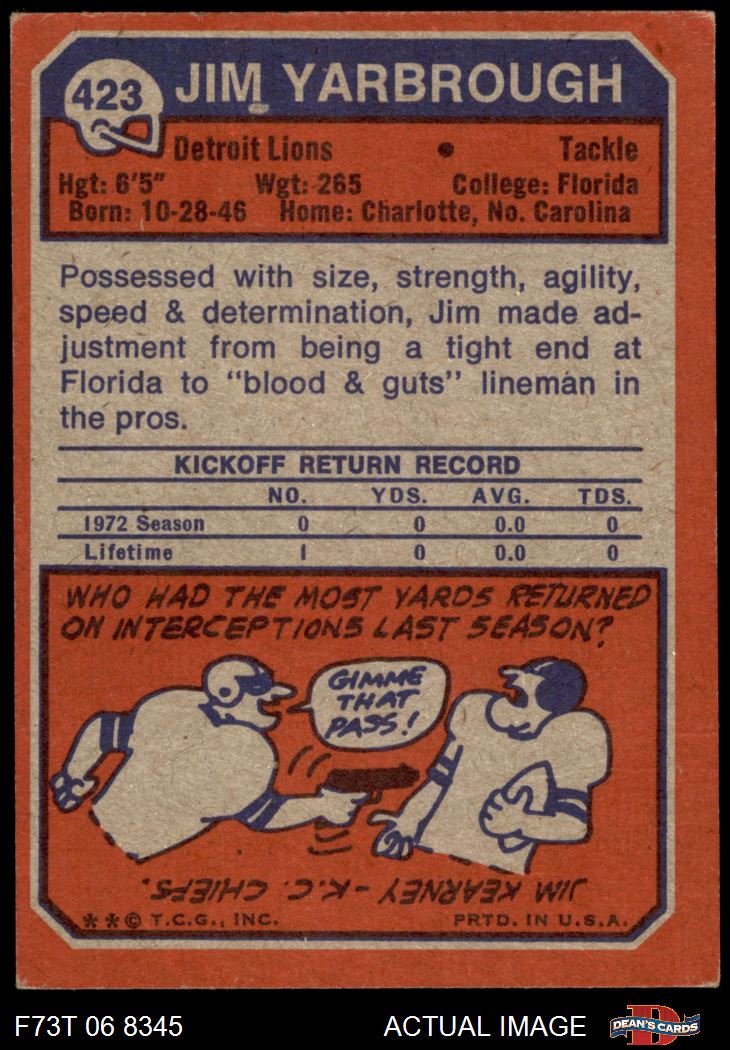 423
JIM YARBROUGH
Detroit Lions • Tackle
Hgt: 6'5" Wgt: 265 College: Florida
Born: 10-28-46 Home: Charlotte, No. Carolina
Possessed with size, strength, agility,
speed & determination, Jim made ad-
justment from being a tight end at
Florida to "blood & guts" lineman in
the pros.
KICKOFF RETURN RECORD
NO. YDS. AVG. TDS.
1972 Season 0 0 0.0 0
Lifetime 1 0 0.0 0
WHO HAD THE MOST YARDS RETURNED
ON INTERCEPTIONS LAST SEASON?
GIMME
THAT
PASS!
JIM KEARNEY - K.C. CHIEFS.
** © T.C.G., INC. PRTD. IN U.S.A.
F73T 06 8345 ACTUAL IMAGE
D
DEAN'S CARDS